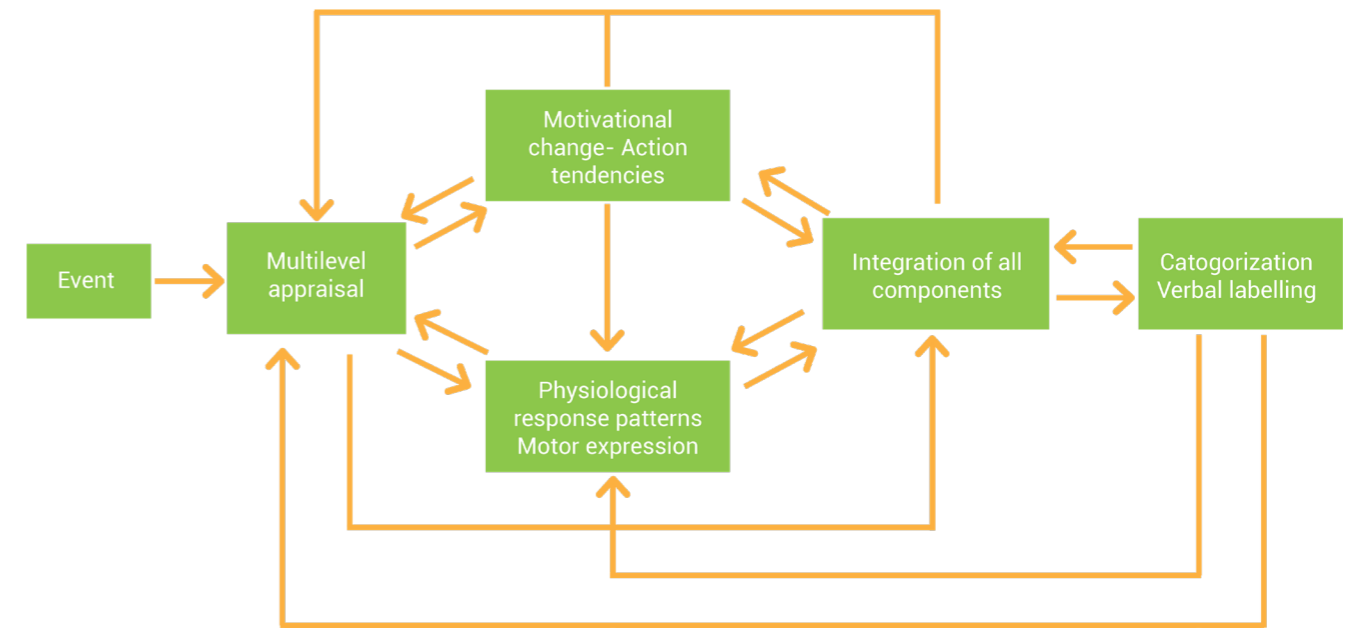 Motivational
change- Action
tendencies
Event
Multilevel
appraisal
Integration of all
components
Catogorization
Verbal labelling
Physiological
response patterns
Motor expression